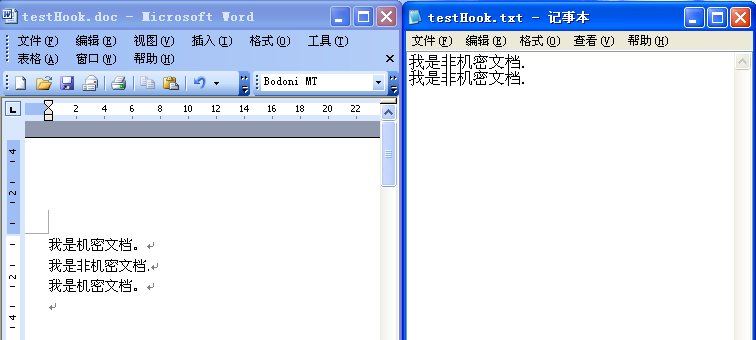 testHook.doc - Microsoft Word
文件(F) 编辑(E) 视图(V) 插入(I) 格式(O) 工具(T)
表格(A) 窗口(W) 帮助(H)
Bodoni MT
2 4 6 8 10 12 14 16 18 20 22
4
2
2
4
我是机密文档。
我是非机密文档.
我是机密文档。
testHook.txt - 记事本
文件(F) 编辑(E) 格式(O) 查看(V) 帮助(H)
我是非机密文档.
我是非机密文档.